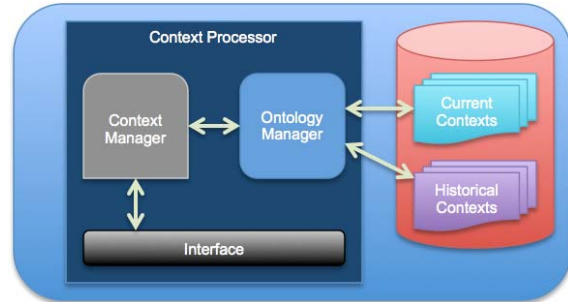 Context Processor
Context
Manager
Ontology
Manager
Current
Contexts
Historical
Contexts
Interface